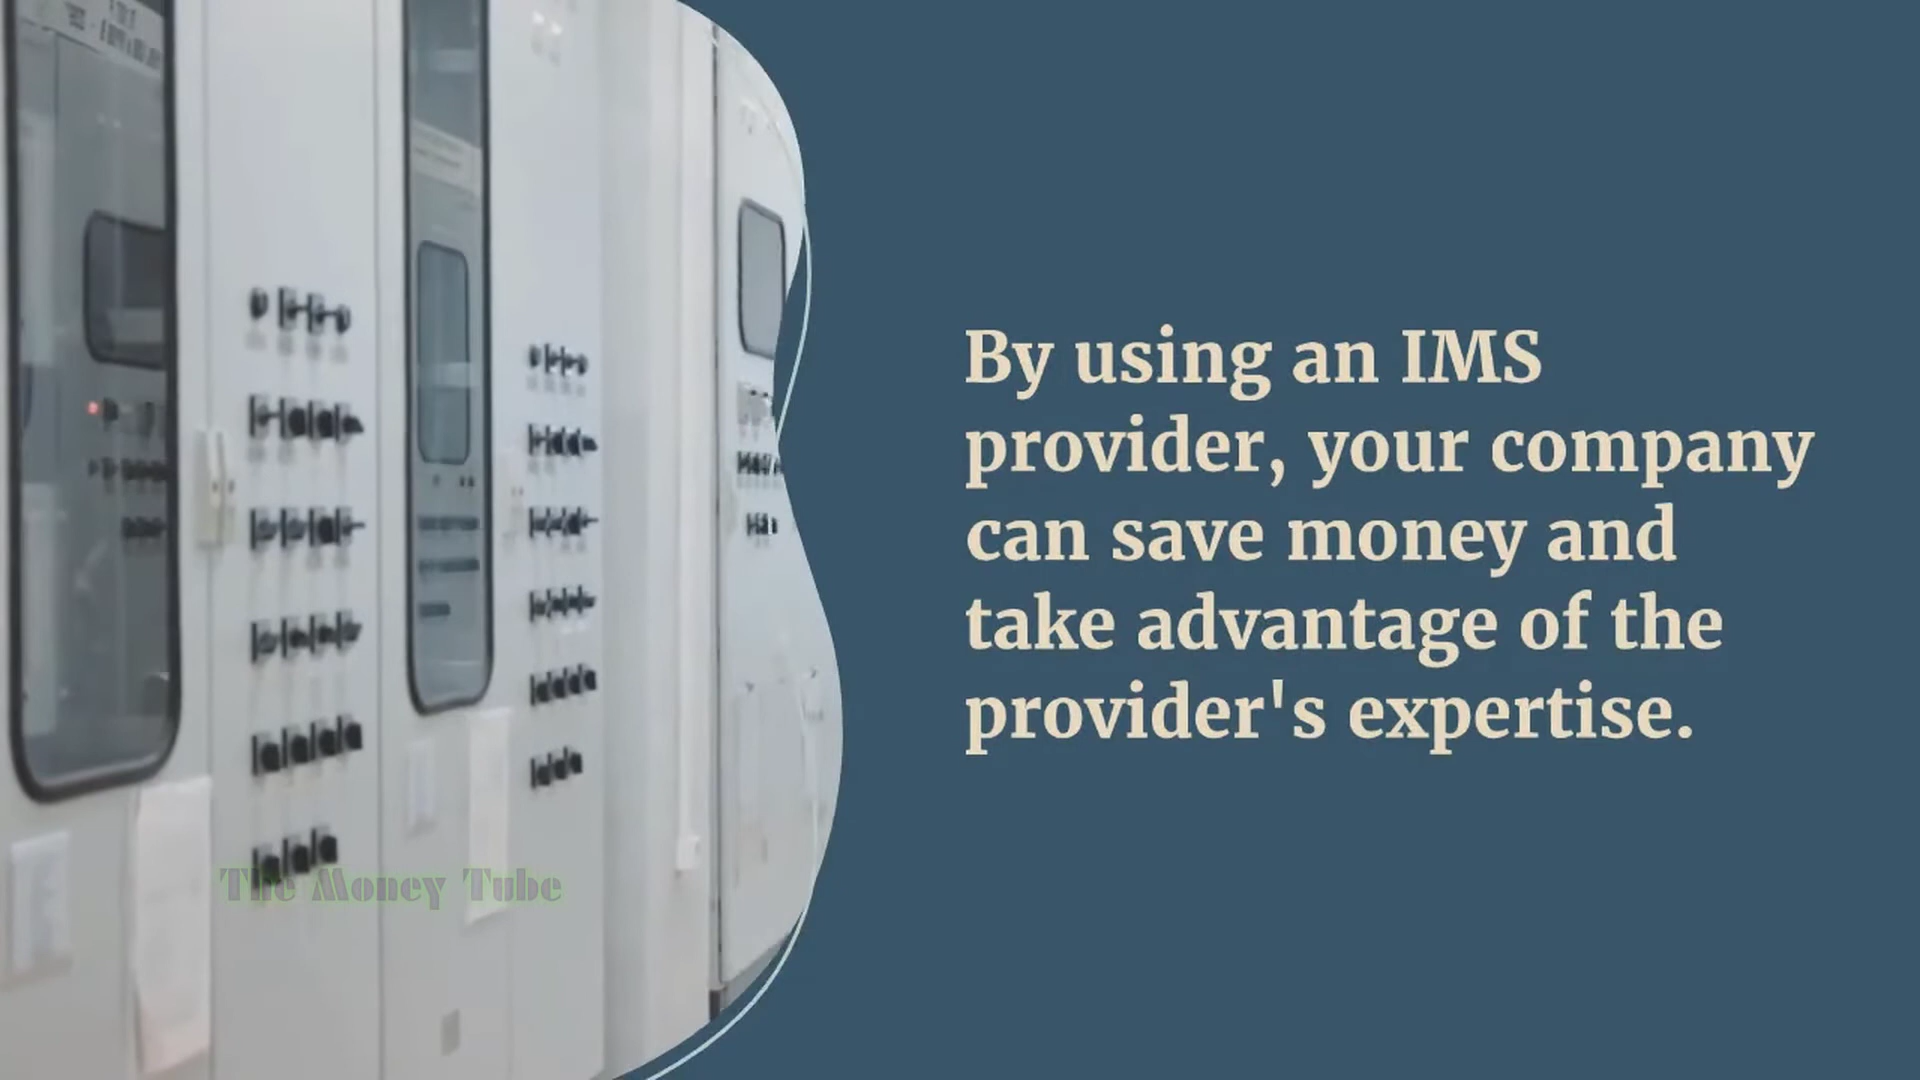 By using an IMS
provider, your company
can save money and
take advantage of the
provider's expertise.
The Money Tube